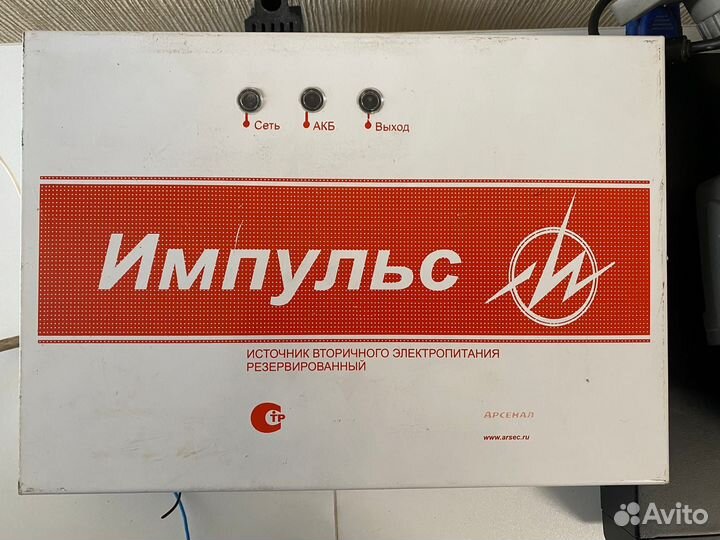 Сеть АКБ Выход
Импульс
ИСТОЧНИК ВТОРИЧНОГО ЭЛЕКТРОПИТАНИЯ
РЕЗЕРВИРОВАННЫЙ
АРСЕНАЛ
www.arsec.ru
Avito